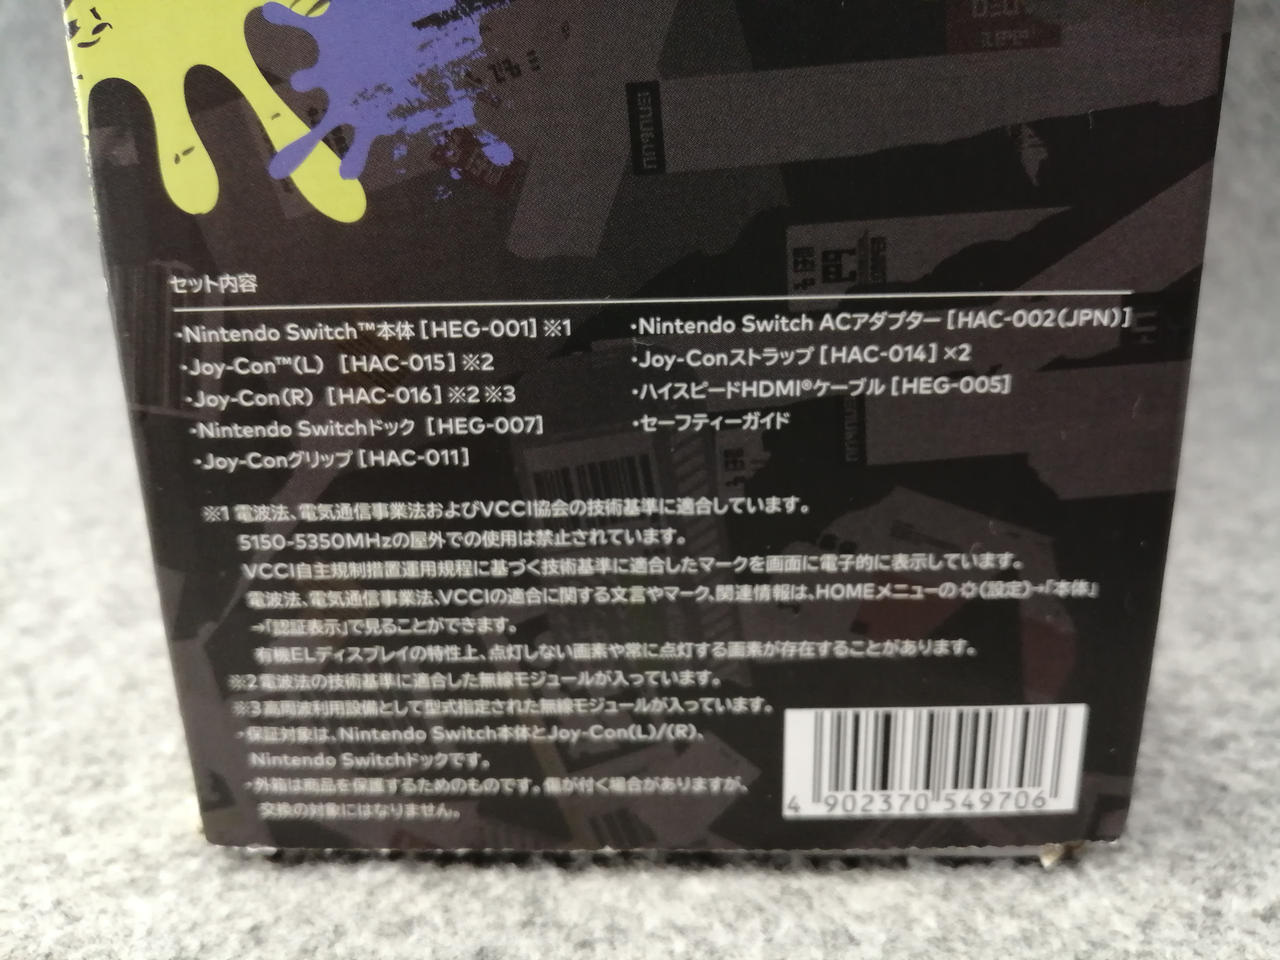 セット内容
・Nintendo Switch™本体[HEG-001]※1
・Joy-Con™(L) [HAC-015]※2
・Joy-Con(R) [HAC-016]※2※3
・Nintendo Switchドック [HEG-007]
・Joy-Conグリップ[HAC-011]
・Nintendo Switch ACアダプター[HAC-002(JPN)]
・Joy-Conストラップ[HAC-014]×2
・ハイスピードHDMI®ケーブル[HEG-005]
・セーフティーガイド
※1 電波法、電気通信事業法およびVCCI協会の技術基準に適合しています。
5150-5350MHzの屋外での使用は禁止されています。
VCCI自主規制措置運用規程に基づく技術基準に適合したマークを画面に電子的に表示しています。
電波法、電気通信事業法、VCCIの適合に関する文言やマーク、関連情報は、HOMEメニューの(設定)→「本体」
→「認証表示」で見ることができます。
有機ELディスプレイの特性上、点灯しない画素や常に点灯する画素が存在することがあります。
※2 電波法の技術基準に適合した無線モジュールが入っています。
※3 高周波利用設備として型式指定された無線モジュールが入っています。
・保証対象は、Nintendo Switch本体とJoy-Con(L)/(R)、
Nintendo Switchドックです。
・外箱は商品を保護するためのものです。傷が付く場合がありますが、
交換の対象にはなりません。
4 902370 549706